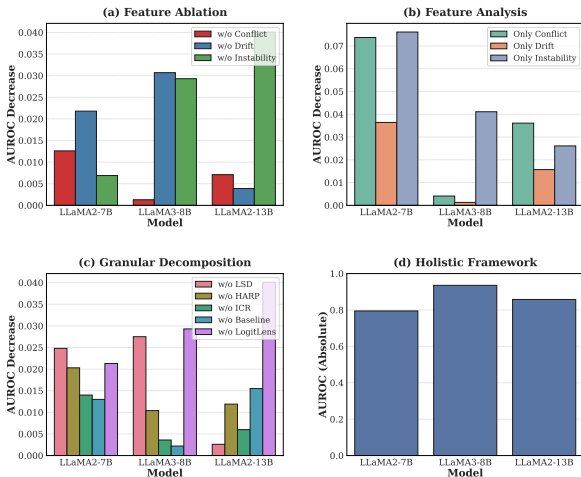 (a) Feature Ablation
AUROC Decrease
0.040
0.035
0.030
0.025
0.020
0.015
0.010
0.005
0.000
w/o Conflict
w/o Drift
w/o Instability
LLaMA2-7B
LLaMA3-8B
LLaMA2-13B
Model
(b) Feature Analysis
AUROC Decrease
0.07
0.06
0.05
0.04
0.03
0.02
0.01
0.00
Only Conflict
Only Drift
Only Instability
LLaMA2-7B
LLaMA3-8B
LLaMA2-13B
Model
(c) Granular Decomposition
AUROC Decrease
0.040
0.035
0.030
0.025
0.020
0.015
0.010
0.005
0.000
w/o LSD
w/o HARP
w/o ICR
w/o Baseline
w/o LogitLens
LLaMA2-7B
LLaMA3-8B
LLaMA2-13B
Model
(d) Holistic Framework
AUROC (Absolute)
1.0
0.8
0.6
0.4
0.2
0.0
LLaMA2-7B
LLaMA3-8B
LLaMA2-13B
Model